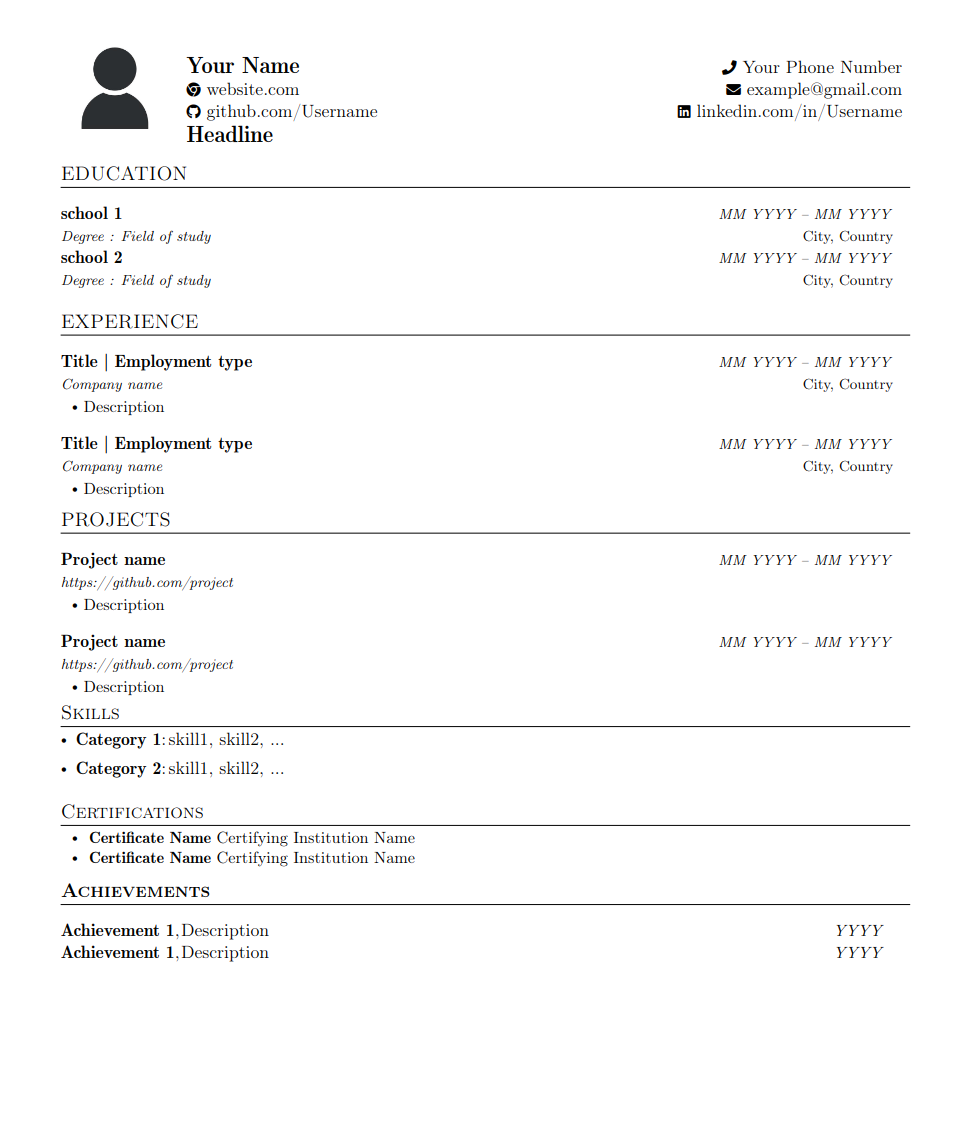 Your Name
website.com
github.com/Username
Headline
Your Phone Number
example@gmail.com
linkedin.com/in/Username
EDUCATION
school 1 MM YYYY – MM YYYY
Degree : Field of study City, Country
school 2 MM YYYY – MM YYYY
Degree : Field of study City, Country
EXPERIENCE
Title | Employment type MM YYYY – MM YYYY
Company name City, Country
• Description
Title | Employment type MM YYYY – MM YYYY
Company name City, Country
• Description
PROJECTS
Project name MM YYYY – MM YYYY
https://github.com/project
• Description
Project name MM YYYY – MM YYYY
https://github.com/project
• Description
Skills
• Category 1: skill1, skill2, ...
• Category 2: skill1, skill2, ...
Certifications
• Certificate Name Certifying Institution Name
• Certificate Name Certifying Institution Name
Achievements
Achievement 1, Description YYYY
Achievement 1, Description YYYY